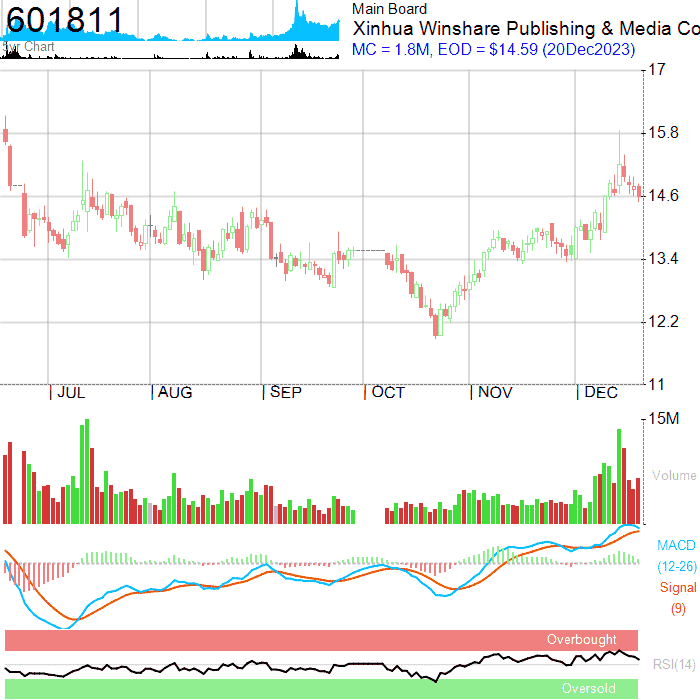 601811
5yr Chart
Main Board
Xinhua Winshare Publishing & Media Co
MC = 1.8M, EOD = $14.59 (20Dec2023)
17
15.8
14.6
13.4
12.2
11
JUL AUG SEP OCT NOV DEC
15M
Volume
MACD
(12-26)
Signal
(9)
Overbought
RSI(14)
Oversold